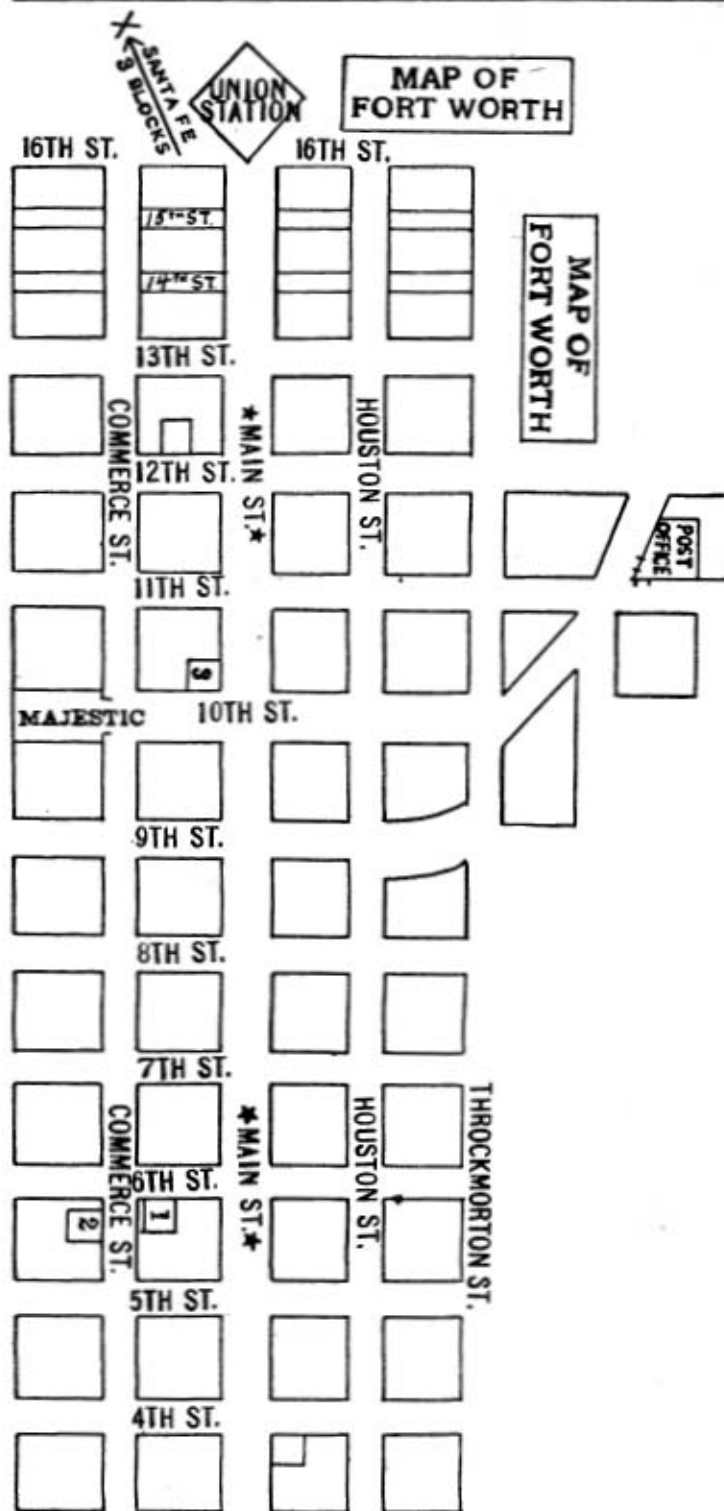 X
SANTA FE
3 BLOCKS
UNION
STATION
MAP OF
FORT WORTH
16TH ST.
16TH ST.
15TH ST.
14TH ST.
MAP OF
FORT WORTH
13TH ST.
COMMERCE ST.
★MAIN ST.★
HOUSTON ST.
12TH ST.
POST
OFFICE
11TH ST.
3
MAJESTIC
10TH ST.
9TH ST.
8TH ST.
7TH ST.
COMMERCE ST.
★MAIN ST.★
HOUSTON ST.
THROCKMORTON ST.
6TH ST.
2
1
5TH ST.
4TH ST.